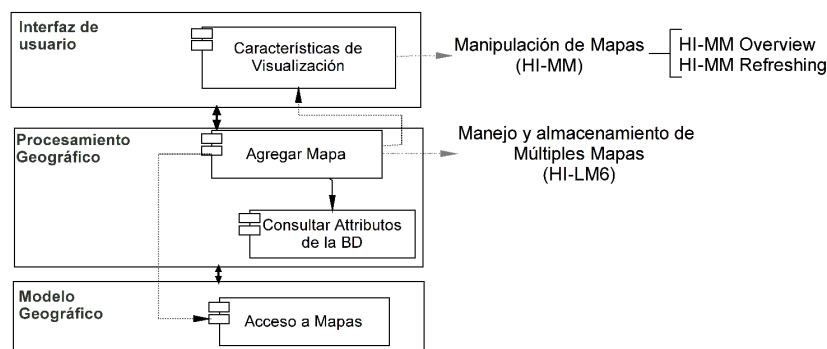 Interfaz de
usuario
Características de
Visualización
Manipulación de Mapas
(HI-MM)
HI-MM Overview
HI-MM Refreshing
Procesamiento
Geográfico
Agregar Mapa
Manejo y almacenamiento de
Múltiples Mapas
(HI-LM6)
Consultar Attributos
de la BD
Modelo
Geográfico
Acceso a Mapas